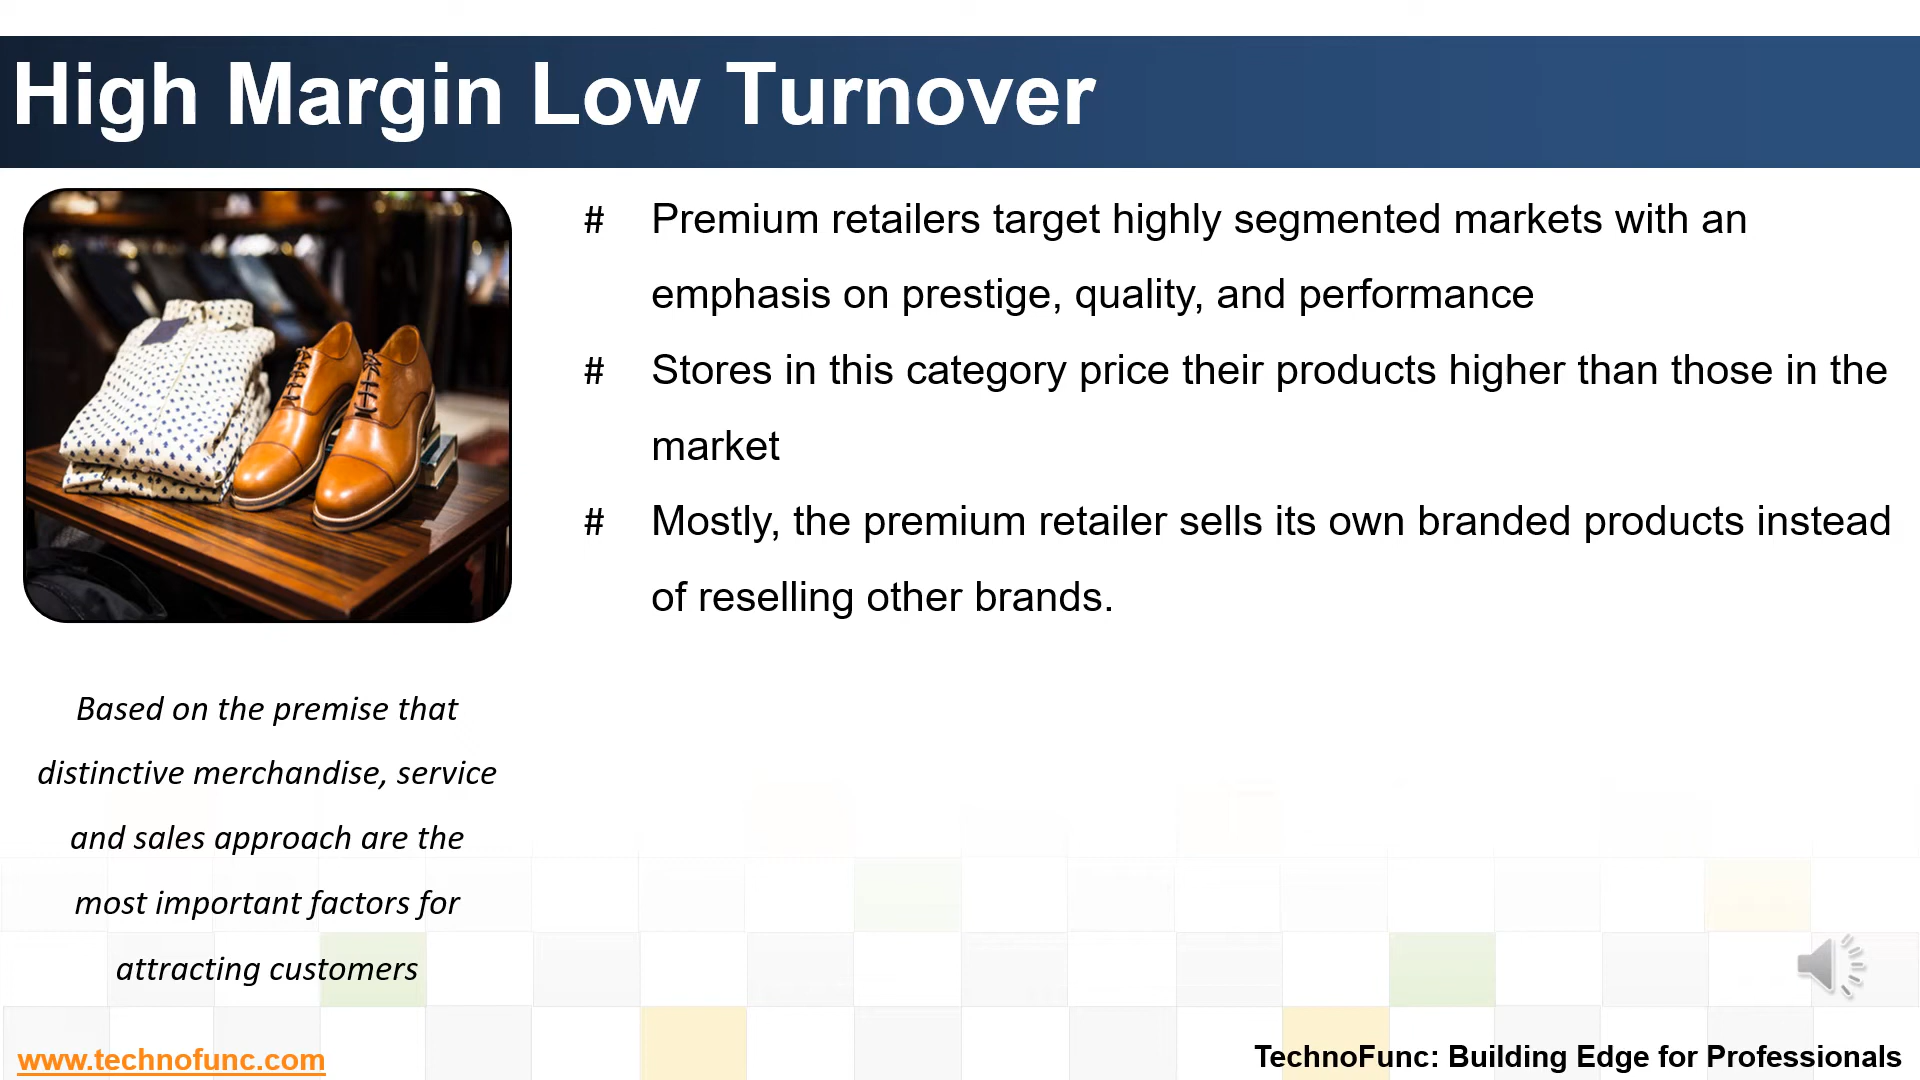 High Margin Low Turnover
# Premium retailers target highly segmented markets with an
emphasis on prestige, quality, and performance
# Stores in this category price their products higher than those in the
market
# Mostly, the premium retailer sells its own branded products instead
of reselling other brands.
Based on the premise that
distinctive merchandise, service
and sales approach are the
most important factors for
attracting customers
www.technofunc.com
TechnoFunc: Building Edge for Professionals